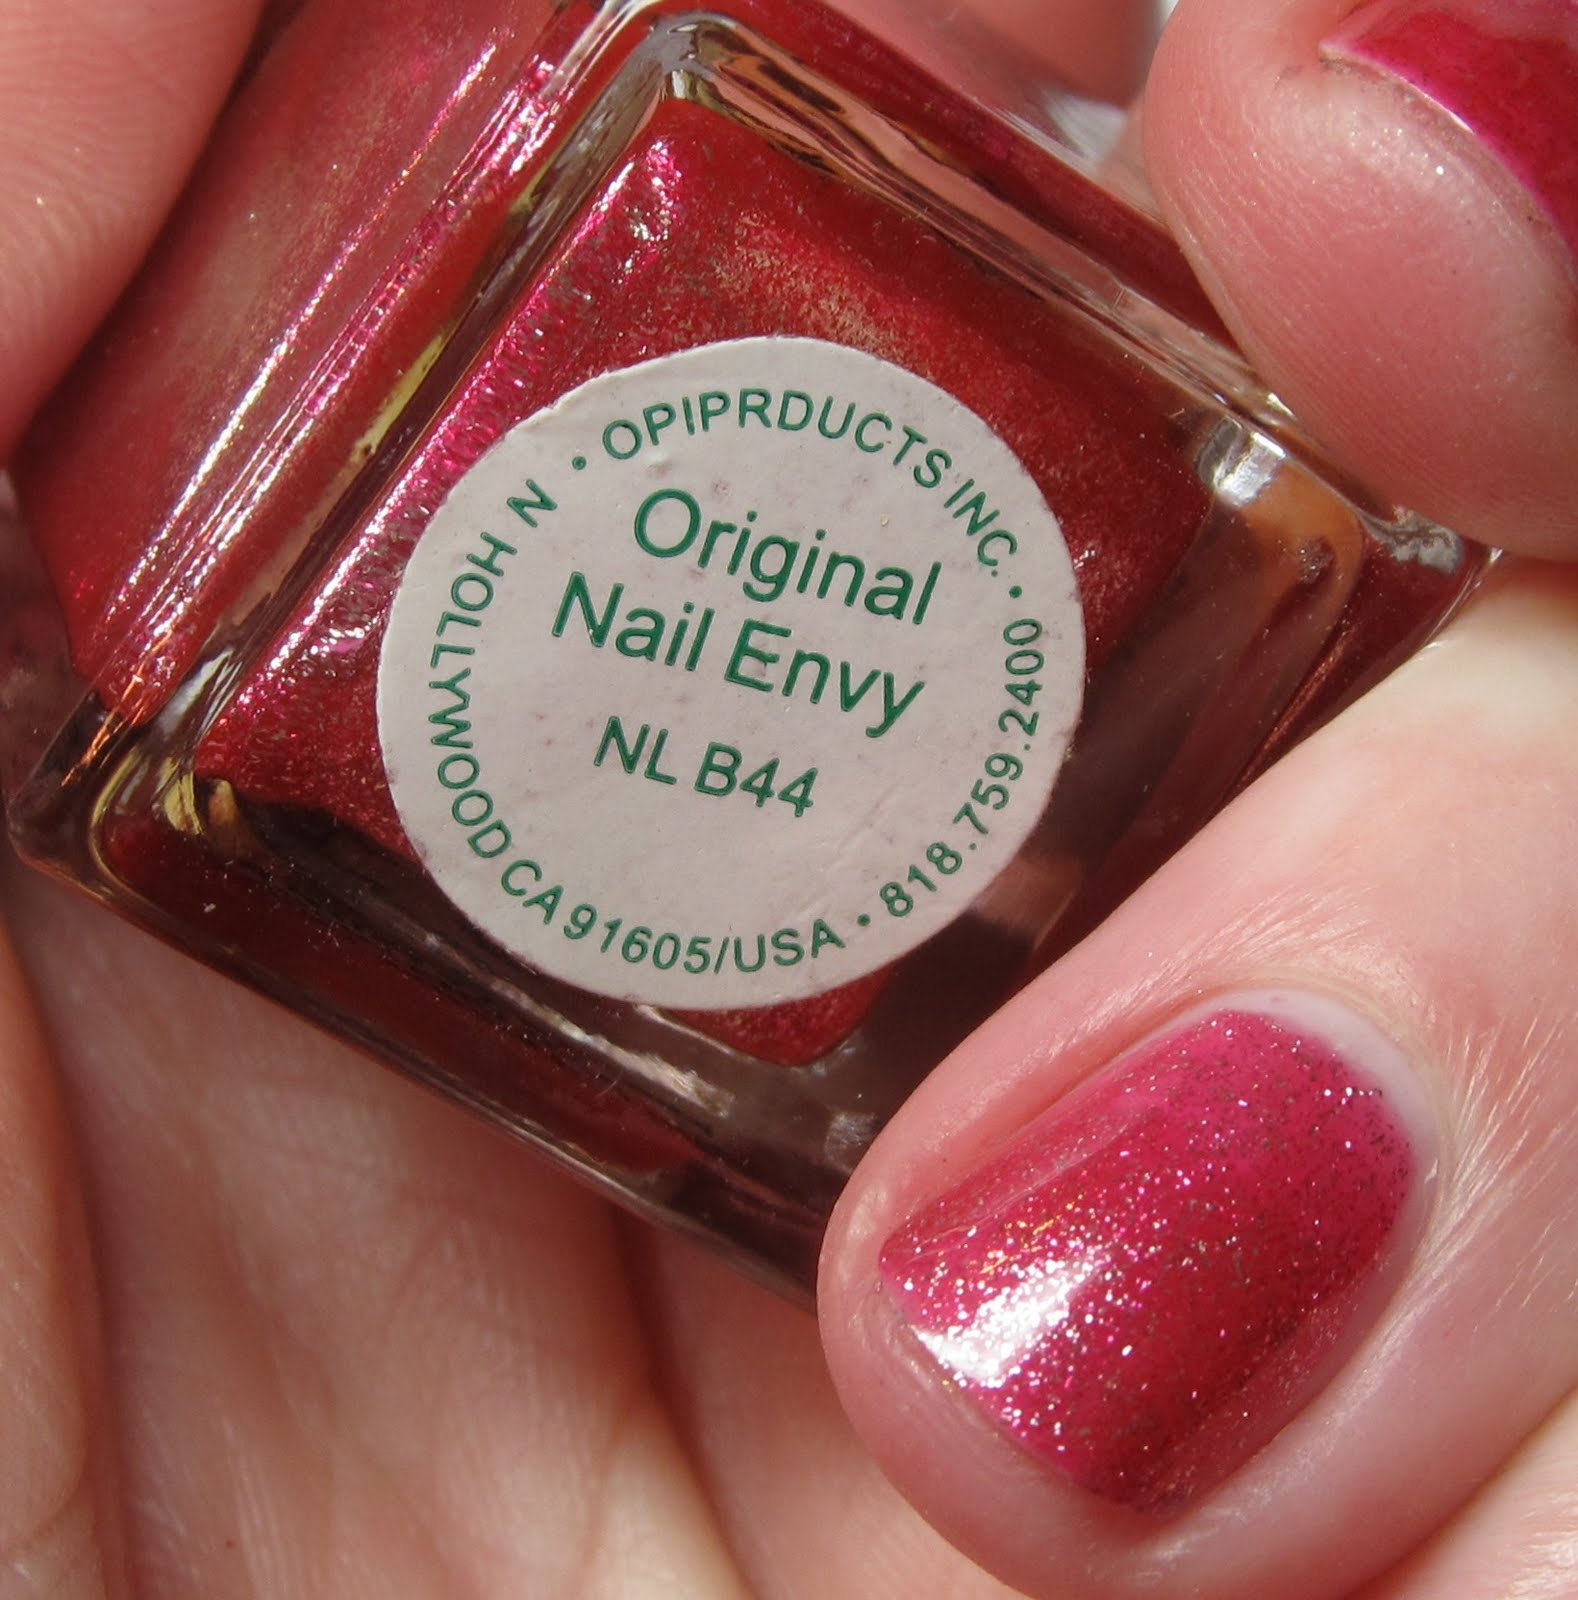 Original
Nail Envy
NL B44
• OPIPRDUCTS INC. • 818.759.2400 • N HOLLYWOOD CA 91605/USA